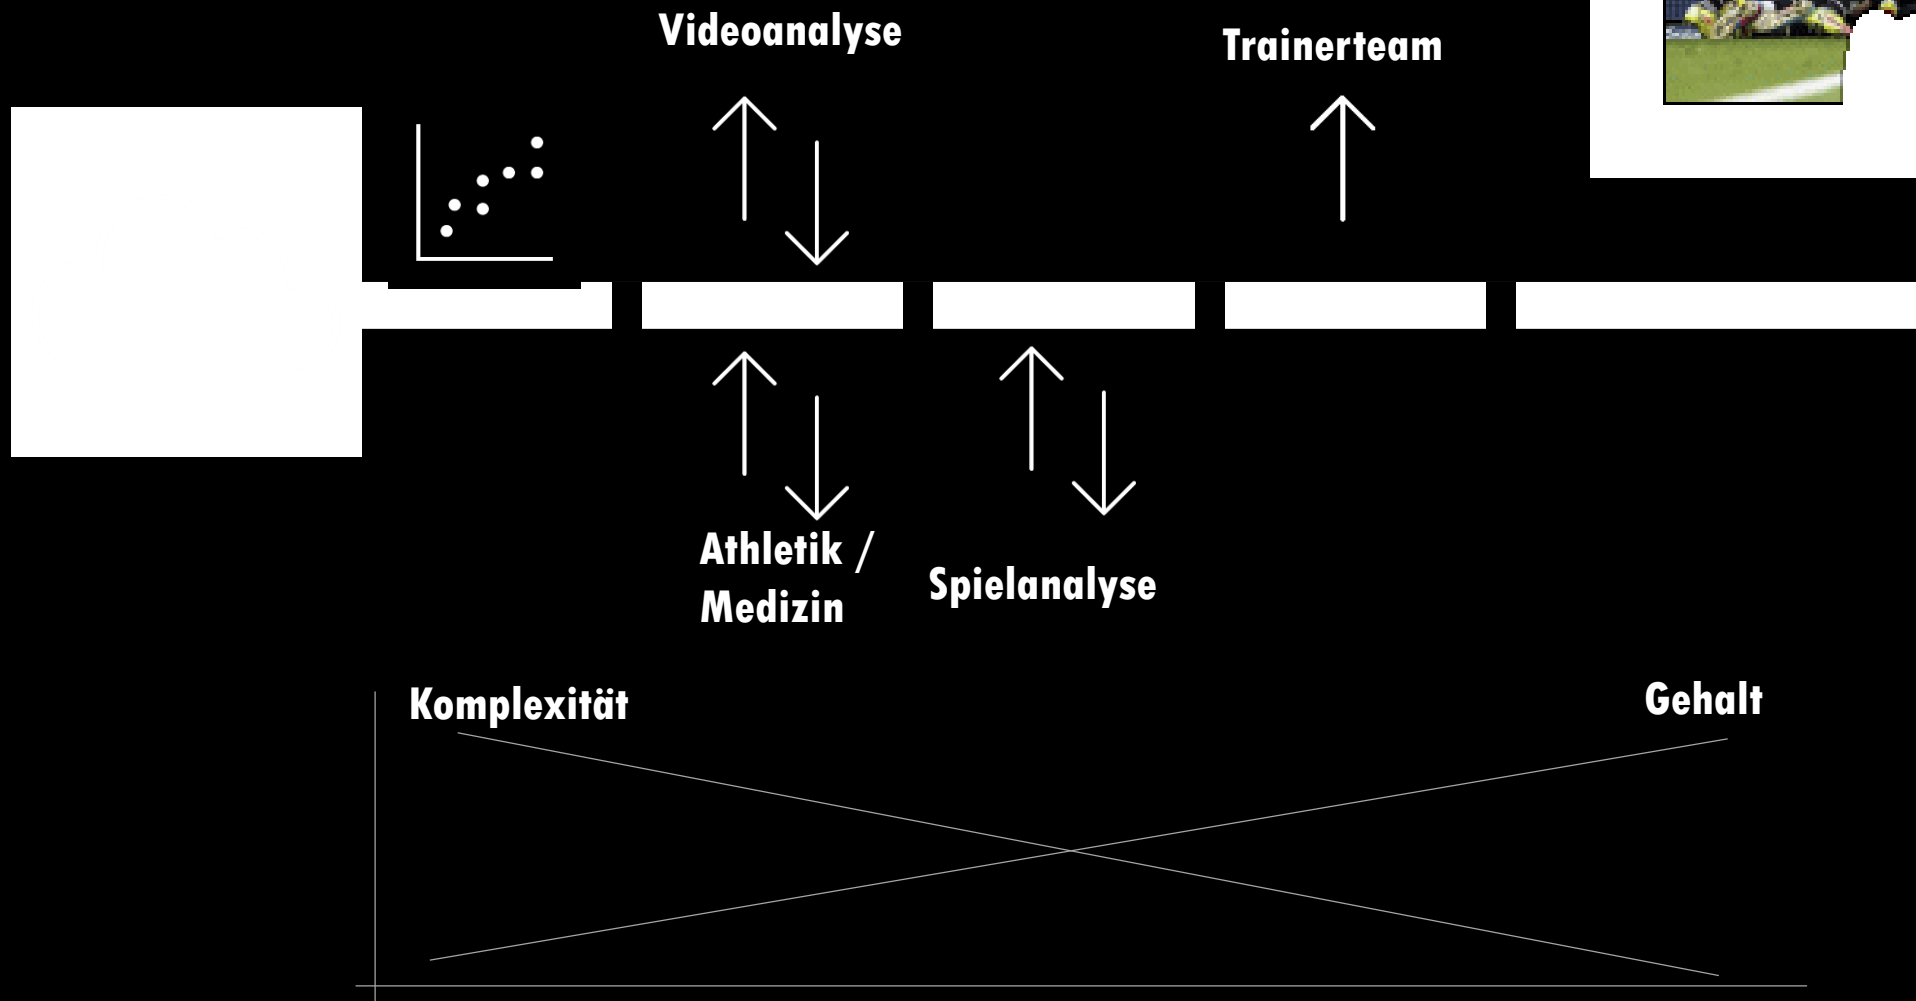 Videoanalyse
Trainerteam
Athletik /
Medizin
Spielanalyse
Komplexität
Gehalt